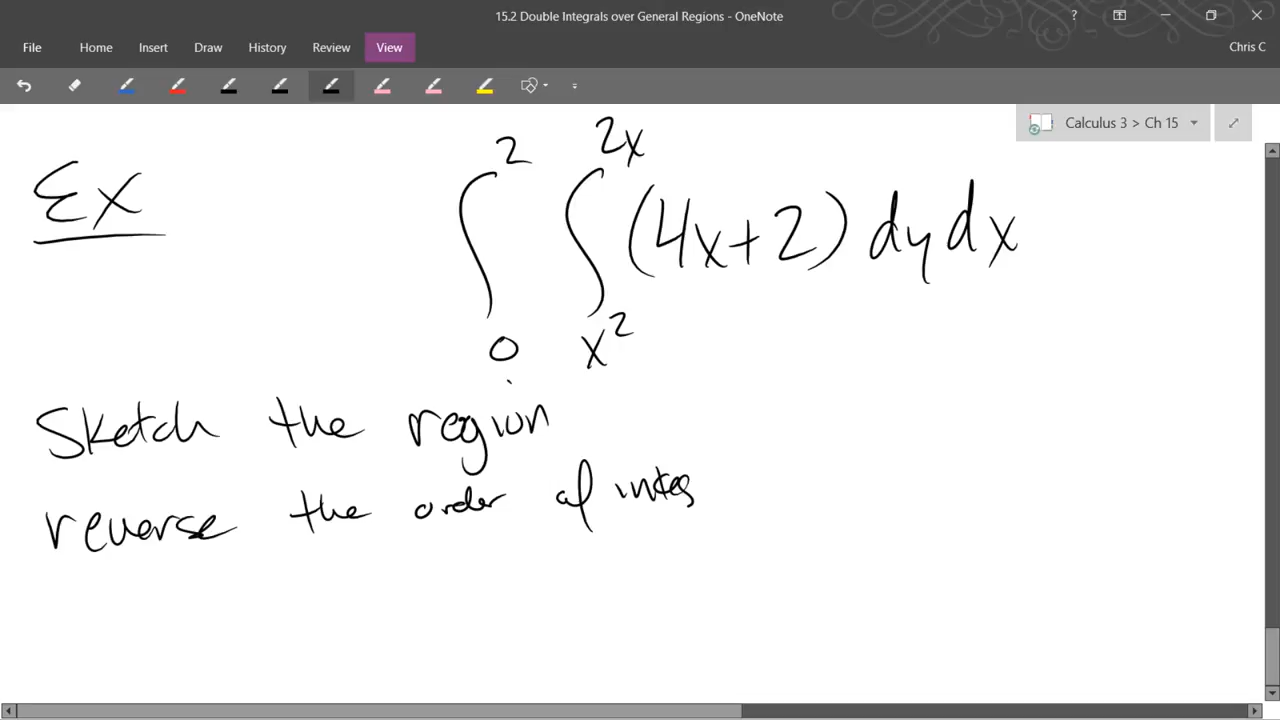 15.2 Double Integrals over General Regions - OneNote
?
File Home Insert Draw History Review View
Chris C
Calculus 3 > Ch 15
Ex
∫₀² ∫_{x²}^{2x} (4x+2) dy dx
Sketch the region
reverse the order of integ